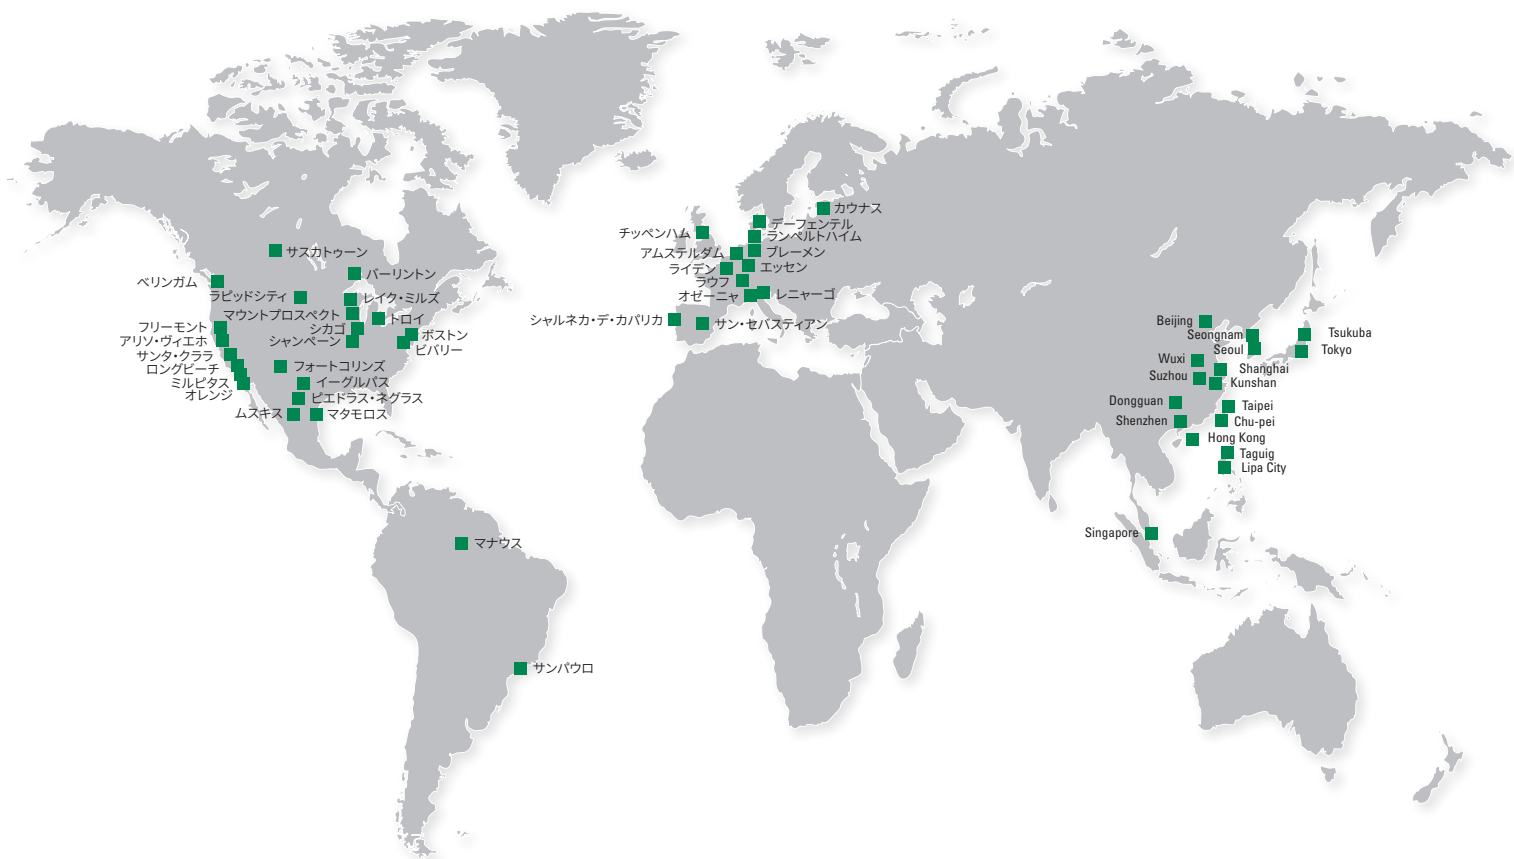 サスカトゥーン
ベリンガム
バーリントン
ラピッドシティ
レイク・ミルズ
マウントプロスペクト
トロイ
フリーモント
シカゴ
アリソ・ヴィエホ
シャンペーン
ボストン
ビバリー
サンタ・クララ
ロングビーチ
フォートコリンズ
ミルピタス
イーグルパス
オレンジ
ピエドラス・ネグラス
ムスキス
マタモロス
マナウス
サンパウロ
カウナス
デーフェンテル
チッペンハム
ランペルトハイム
アムステルダム
ブレーメン
ライデン
エッセン
ラウフ
オゼーニャ
レニャーゴ
シャルネカ・デ・カパリカ
サン・セバスティアン
Beijing
Seongnam
Tsukuba
Seoul
Tokyo
Wuxi
Shanghai
Suzhou
Kunshan
Dongguan
Taipei
Shenzhen
Chu-pei
Hong Kong
Taguig
Lipa City
Singapore